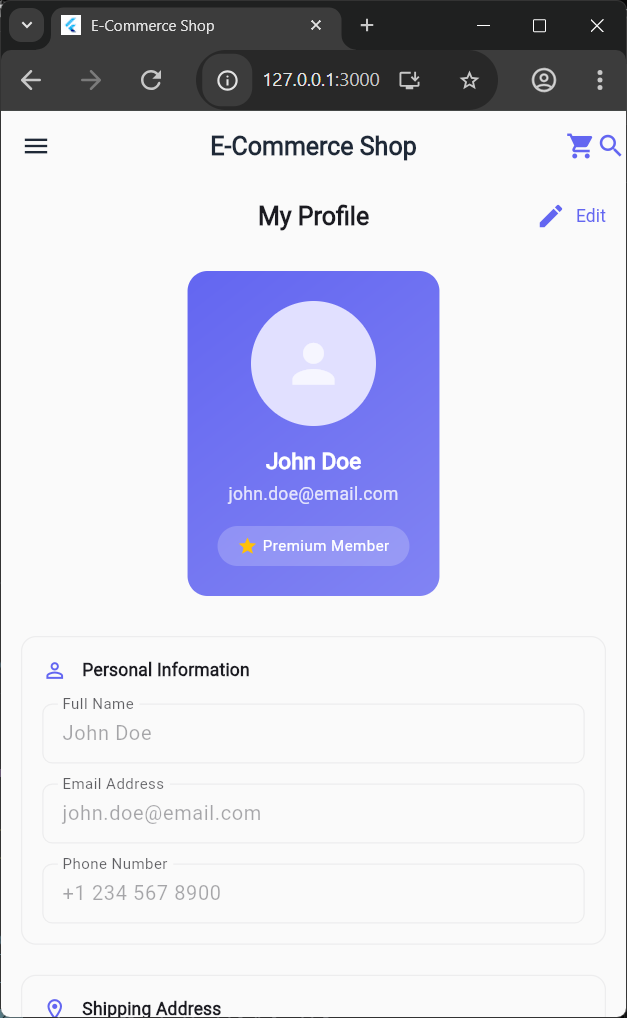 E-Commerce Shop
127.0.0.1:3000
E-Commerce Shop
My Profile
Edit
John Doe
john.doe@email.com
Premium Member
Personal Information
Full Name
John Doe
Email Address
john.doe@email.com
Phone Number
+1 234 567 8900
Shipping Address